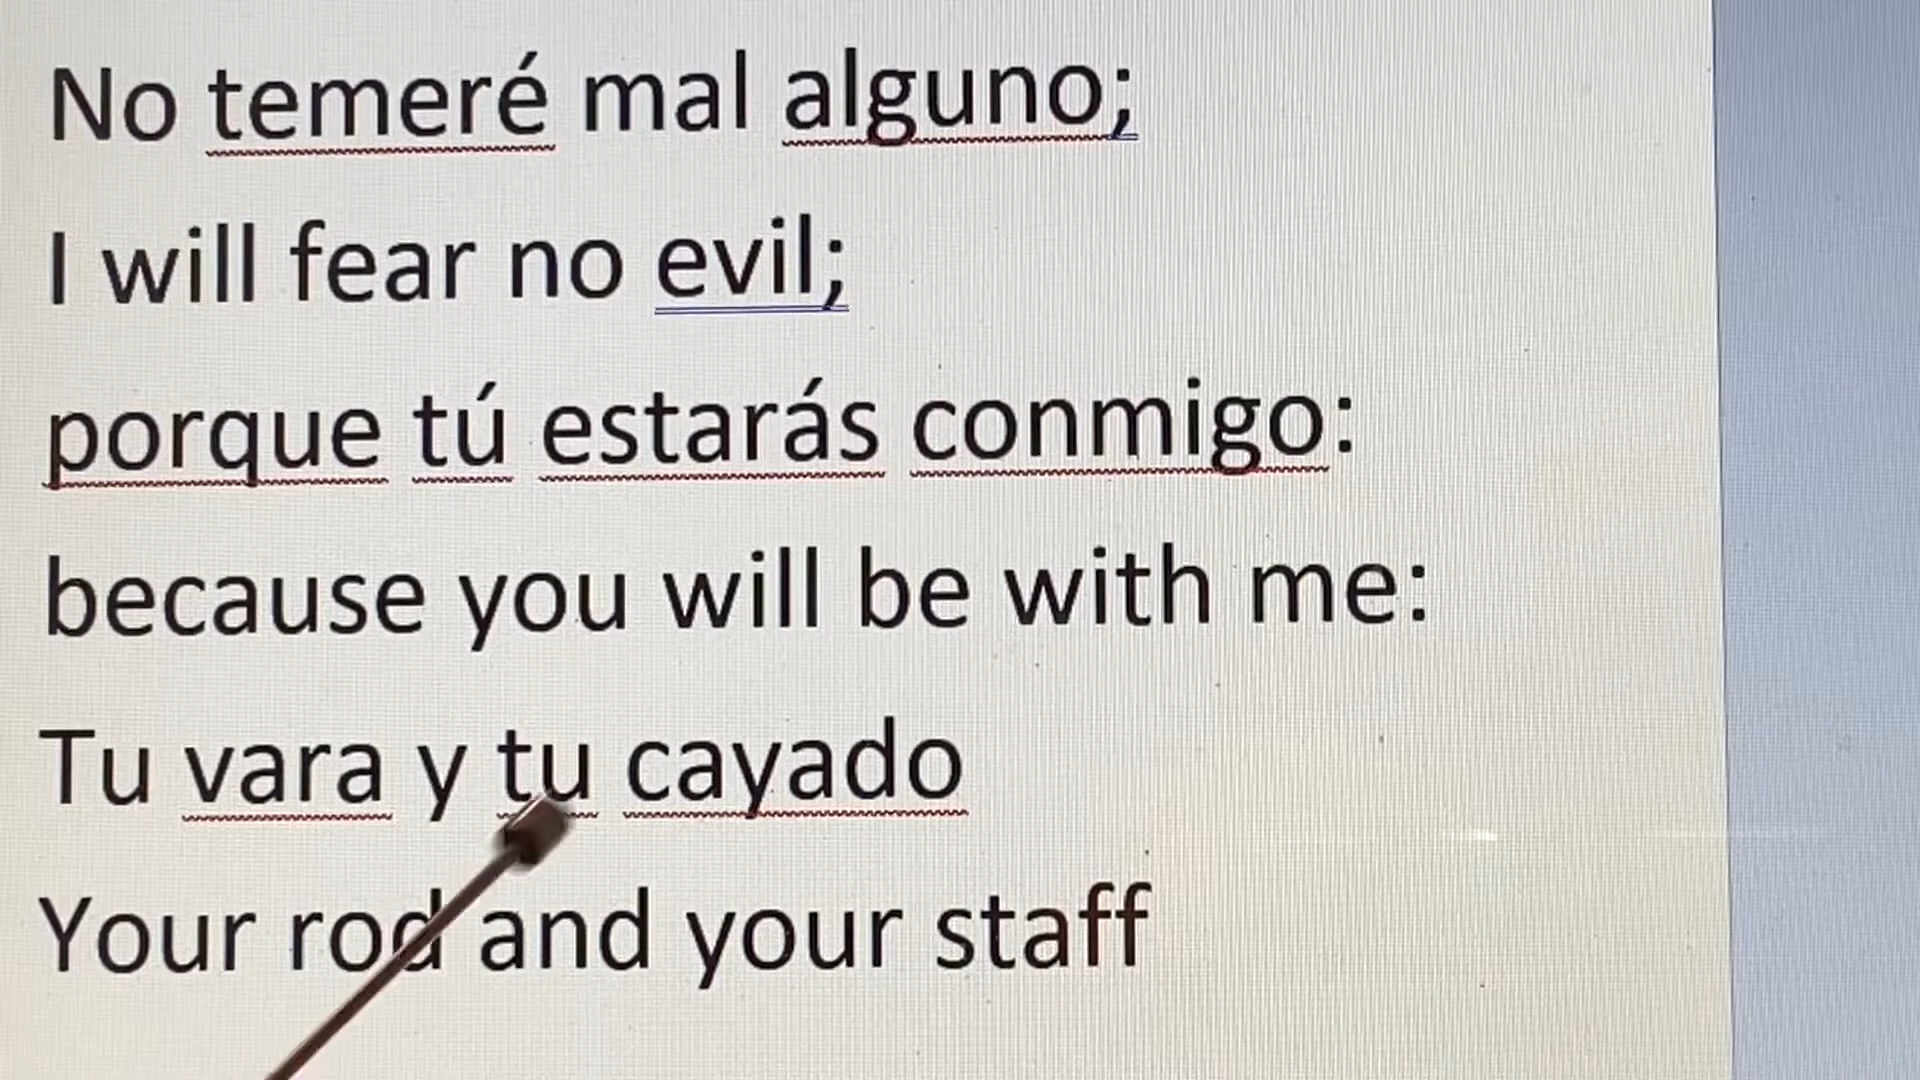 No temeré mal alguno;
I will fear no evil;
porque tú estarás conmigo:
because you will be with me:
Tu vara y tu cayado
Your rod and your staff